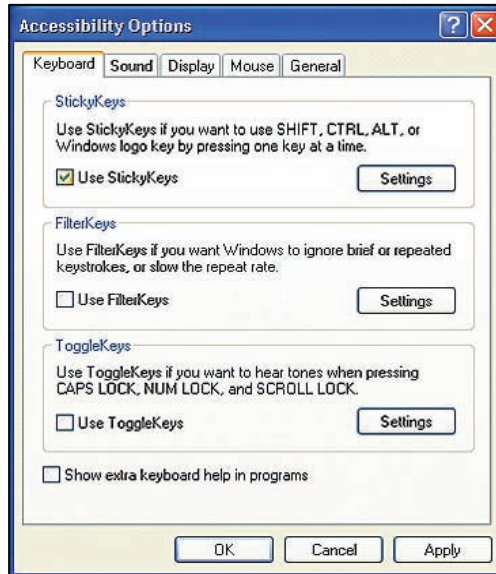 Accessibility Options
Keyboard Sound Display Mouse General
StickyKeys
Use StickyKeys if you want to use SHIFT, CTRL, ALT, or
Windows logo key by pressing one key at a time.
Use StickyKeys Settings
FilterKeys
Use FilterKeys if you want Windows to ignore brief or repeated
keystrokes, or slow the repeat rate.
Use FilterKeys Settings
ToggleKeys
Use ToggleKeys if you want to hear tones when pressing
CAPS LOCK, NUM LOCK, and SCROLL LOCK.
Use ToggleKeys Settings
Show extra keyboard help in programs
OK Cancel Apply